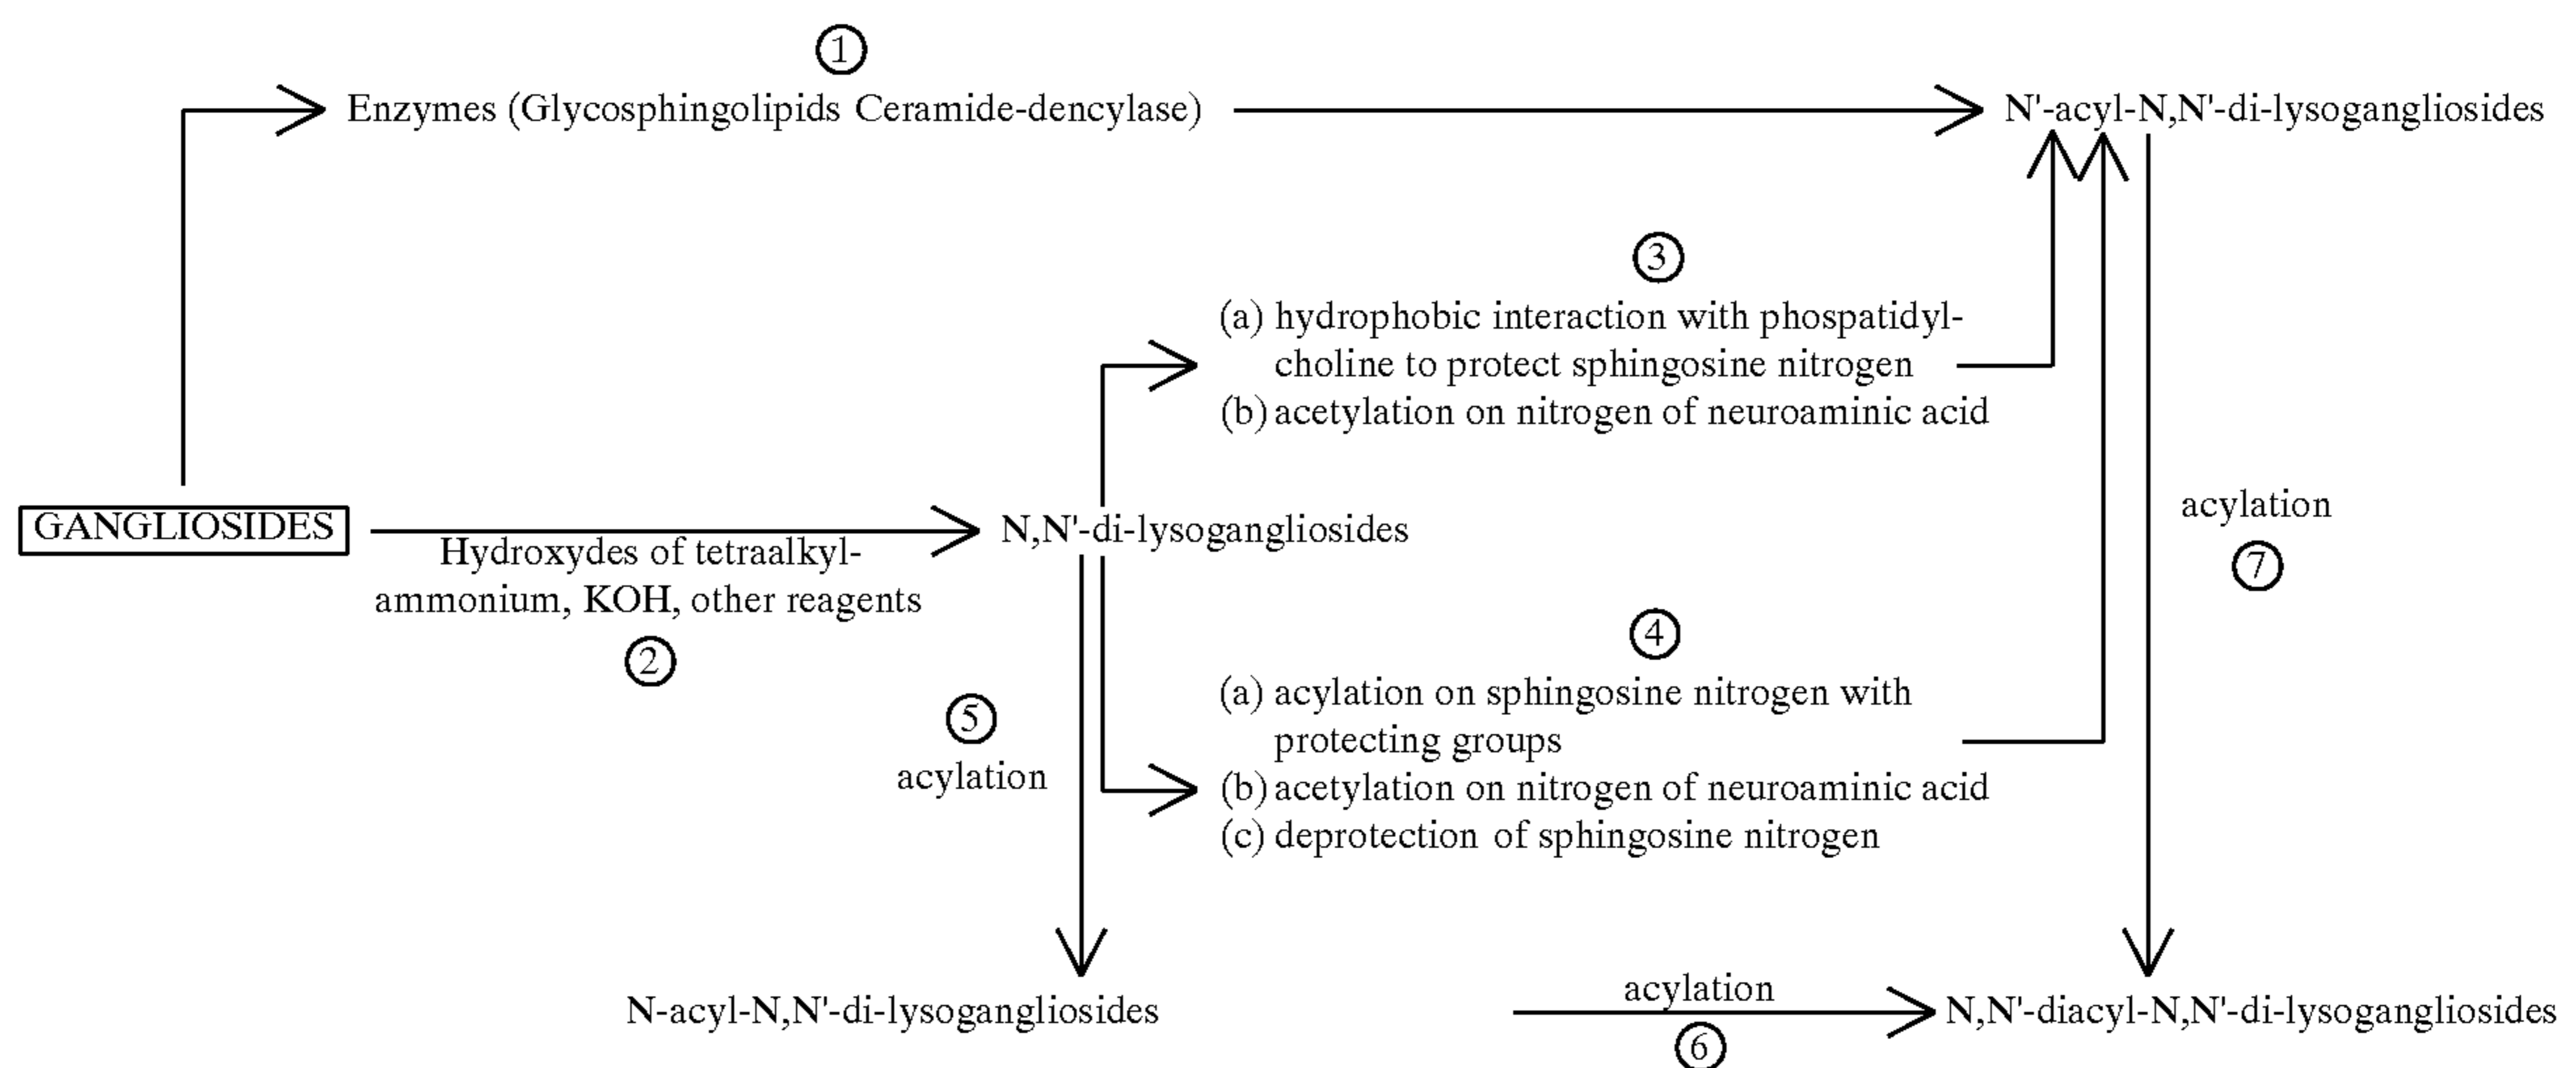 ①
Enzymes (Glycosphingolipids Ceramide-dencylase)
N'-acyl-N,N'-di-lysogangliosides
③
(a) hydrophobic interaction with phospatidyl-
choline to protect sphingosine nitrogen
(b) acetylation on nitrogen of neuroaminic acid
GANGLIOSIDES
Hydroxydes of tetraalkyl-
ammonium, KOH, other reagents
②
N,N'-di-lysogangliosides
acylation
⑦
④
(a) acylation on sphingosine nitrogen with
protecting groups
(b) acetylation on nitrogen of neuroaminic acid
(c) deprotection of sphingosine nitrogen
⑤
acylation
N-acyl-N,N'-di-lysogangliosides
acylation
⑥
N,N'-diacyl-N,N'-di-lysogangliosides